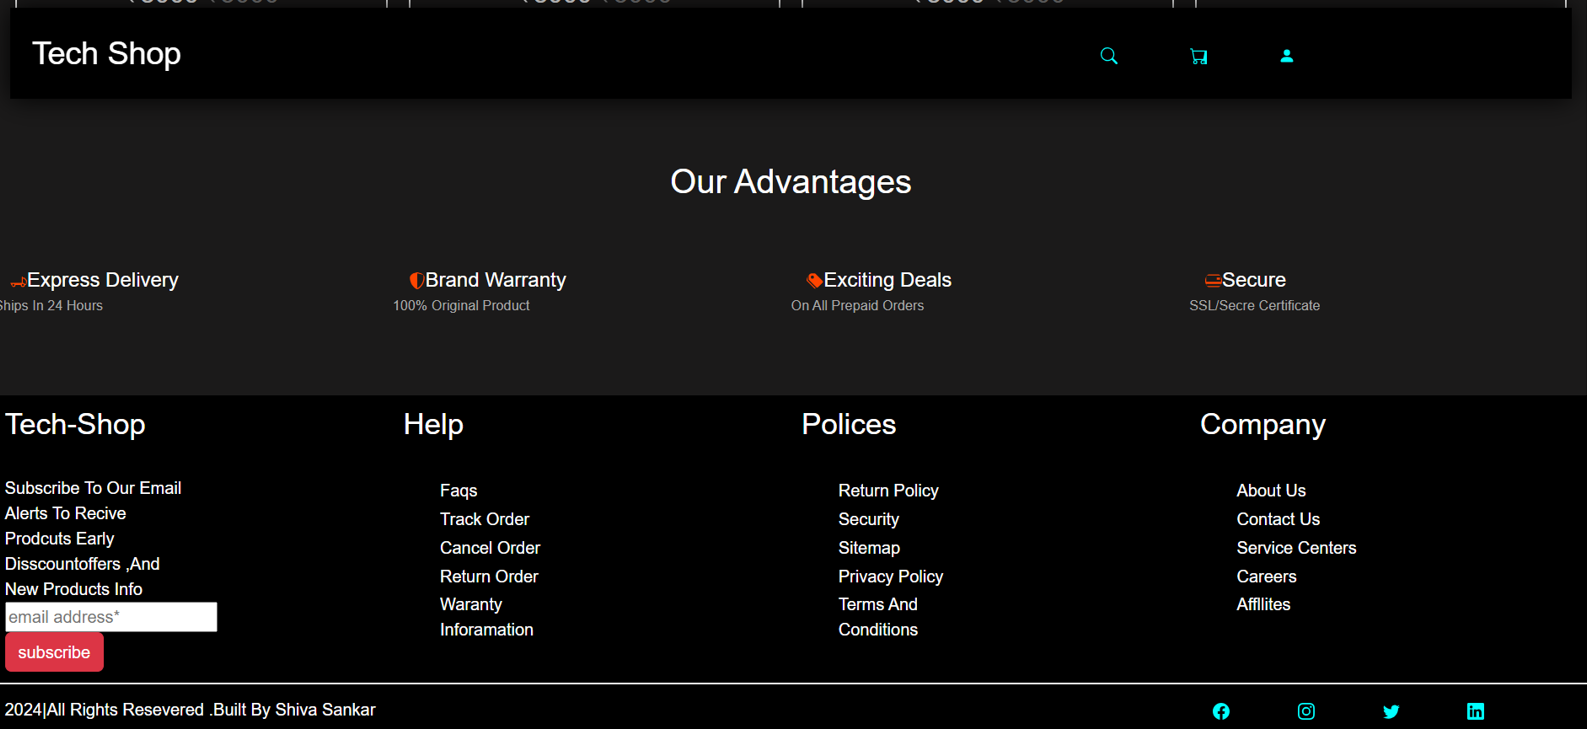 Tech Shop
Our Advantages
Express Delivery
Brand Warranty
Exciting Deals
Secure
Ships In 24 Hours
100% Original Product
On All Prepaid Orders
SSL/Secre Certificate
Tech-Shop
Subscribe To Our Email
Alerts To Recive
Prodcuts Early
Disscountoffers ,And
New Products Info
email address*
subscribe
Help
Faqs
Track Order
Cancel Order
Return Order
Waranty
Inforamation
Polices
Return Policy
Security
Sitemap
Privacy Policy
Terms And
Conditions
Company
About Us
Contact Us
Service Centers
Careers
Affllites
2024|All Rights Resevered .Built By Shiva Sankar